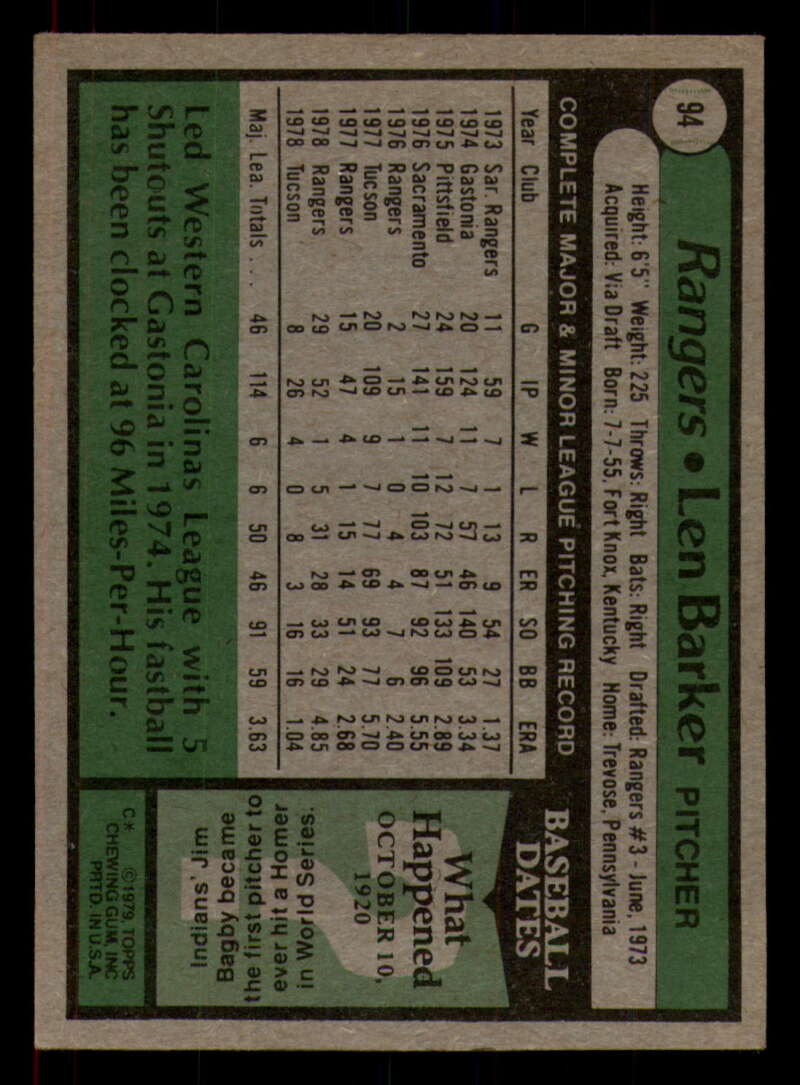 94
Rangers • Len Barker PITCHER
Height: 6'5" Weight: 225 Throws: Right Bats: Right Drafted: Rangers #3 - June, 1973
Acquired: Via Draft Born: 7-7-55, Fort Knox, Kentucky Home: Trevose, Pennsylvania
COMPLETE MAJOR & MINOR LEAGUE PITCHING RECORD
Year Club G IP W L R ER SO BB ERA
1973 Sar. Rangers 11 59 7 1 13 9 54 27 1.37
1974 Gastonia 20 124 11 7 57 46 140 53 3.34
1975 Pittsfield 24 159 7 12 72 51 133 109 2.89
1976 Sacramento 27 141 11 10 103 87 92 96 5.55
1976 Rangers 2 15 1 0 4 4 7 6 2.40
1977 Tucson 20 109 9 7 77 69 93 77 5.70
1977 Rangers 15 47 4 1 15 14 51 24 2.68
1978 Rangers 29 52 1 5 31 28 33 29 4.85
1978 Tucson 8 26 4 0 8 3 16 16 1.04
Maj. Lea. Totals . . . 46 114 6 6 50 46 91 59 3.63
Led Western Carolinas League with 5
Shutouts at Gastonia in 1974. His fastball
has been clocked at 96 Miles-Per-Hour.
BASEBALL
DATES
What
Happened
OCTOBER 10,
1920
?
Indians' Jim
Bagby became
the first pitcher to
ever hit a Homer
in World Series.
C* ©1979, TOPPS
CHEWING GUM, INC
PRTD. IN U.S.A.